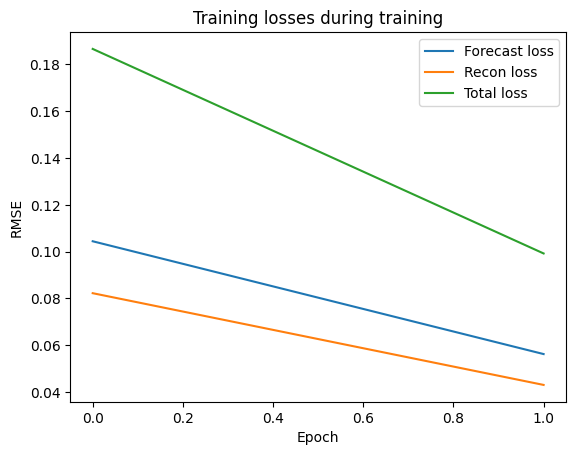 Training losses during training
Forecast loss
Recon loss
Total loss
RMSE
0.18
0.16
0.14
0.12
0.10
0.08
0.06
0.04
0.0 0.2 0.4 0.6 0.8 1.0
Epoch